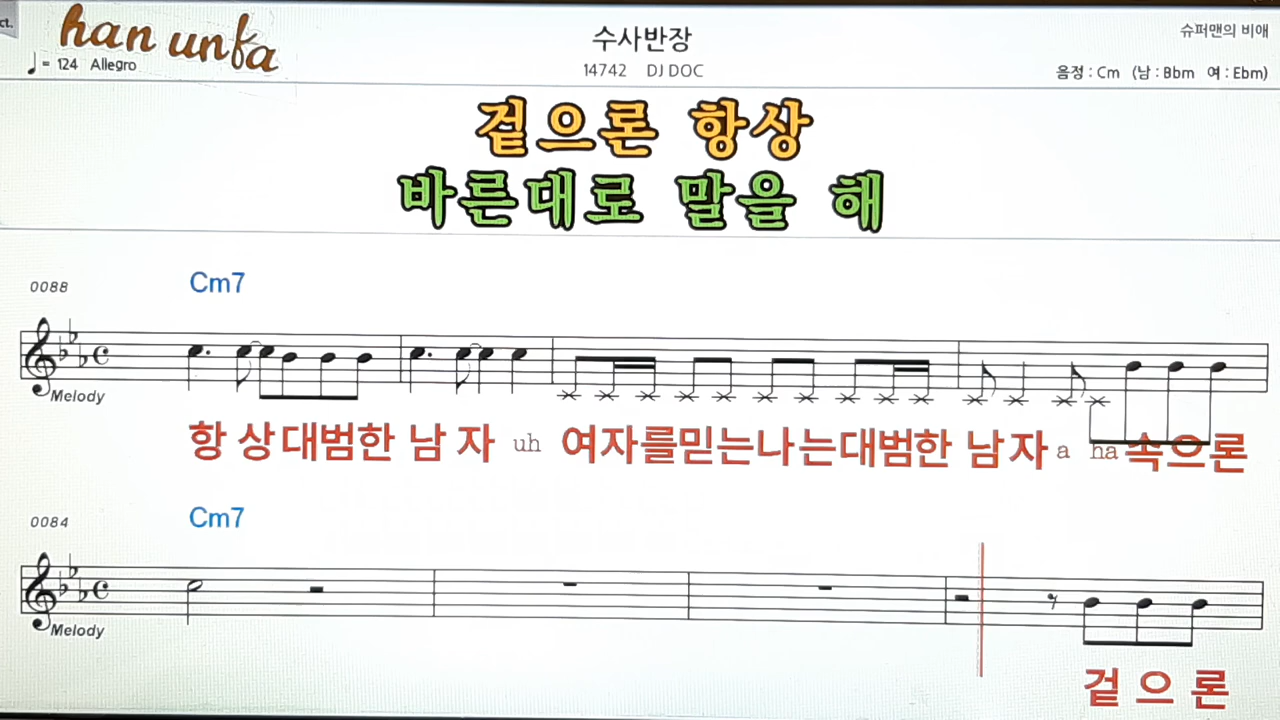 ct.
han unfa
수사반장
슈퍼맨의 비애
♩ = 124 Allegro
14742 DJ DOC
음정 : Cm (남 : Bbm 여 : Ebm)
겉으론 항상
바른대로 말을 해
0088
Cm7
Melody
항 상대범한 남 자 uh 여자를믿는나는대범한 남자 a ha 속으론
0084
Cm7
Melody
겉 으 론